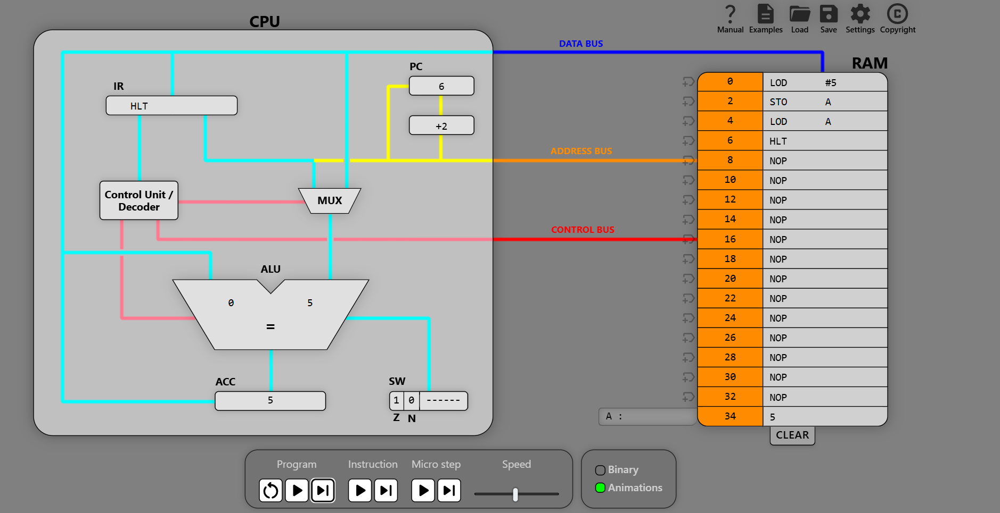 CPU
Manual Examples Load Save Settings Copyright
DATA BUS
RAM
PC
6
+2
IR
HLT
ADDRESS BUS
Control Unit /
Decoder
MUX
CONTROL BUS
ALU
0 5
=
ACC
5
SW
1 0 ------
Z N
0 LOD #5
2 STO A
4 LOD A
6 HLT
8 NOP
10 NOP
12 NOP
14 NOP
16 NOP
18 NOP
20 NOP
22 NOP
24 NOP
26 NOP
28 NOP
30 NOP
32 NOP
A : 34 5
CLEAR
Program Instruction Micro step Speed
Binary
Animations